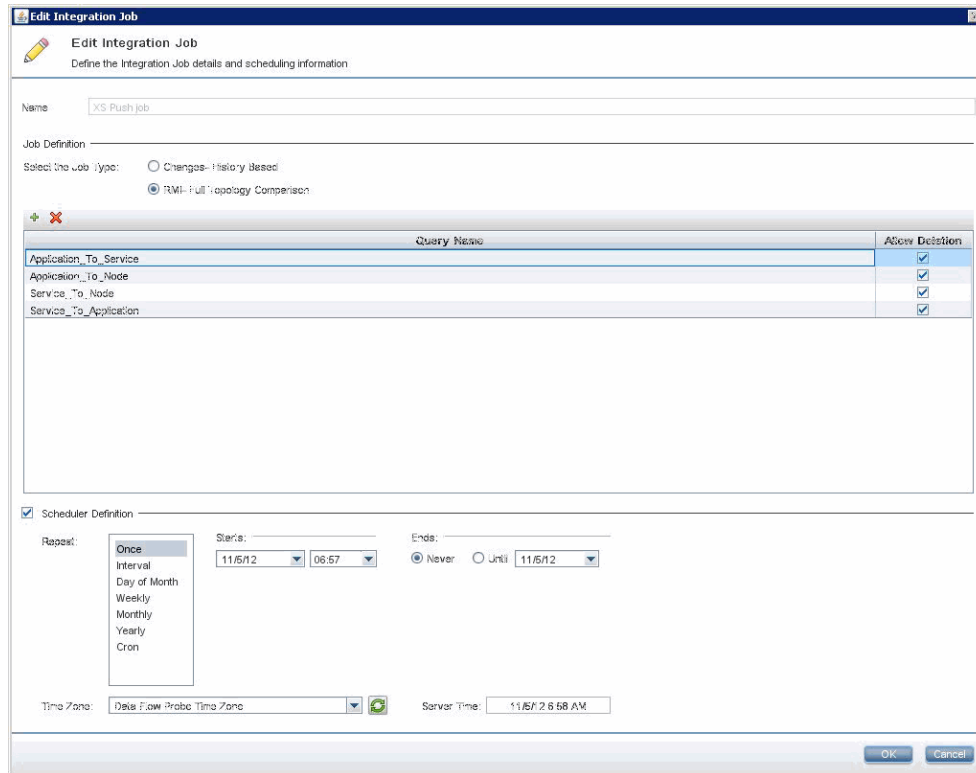 Edit Integration Job
Edit Integration Job
Define the Integration Job details and scheduling information
Name XS Push job
Job Definition
Select the Job Type: Changes- History Based
RMI- Full Topology Comparison
Query Name Allow Deletion
Application_To_Service
Application_To_Node
Service_To_Node
Service_To_Application
Scheduler Definition
Repeat: Starts: Ends:
Once
11/5/12 06:57 Never Until 11/5/12
Interval
Day of Month
Weekly
Monthly
Yearly
Cron
Time Zone: Data Flow Probe Time Zone Server Time: 11/5/12 6:58 AM
OK Cancel